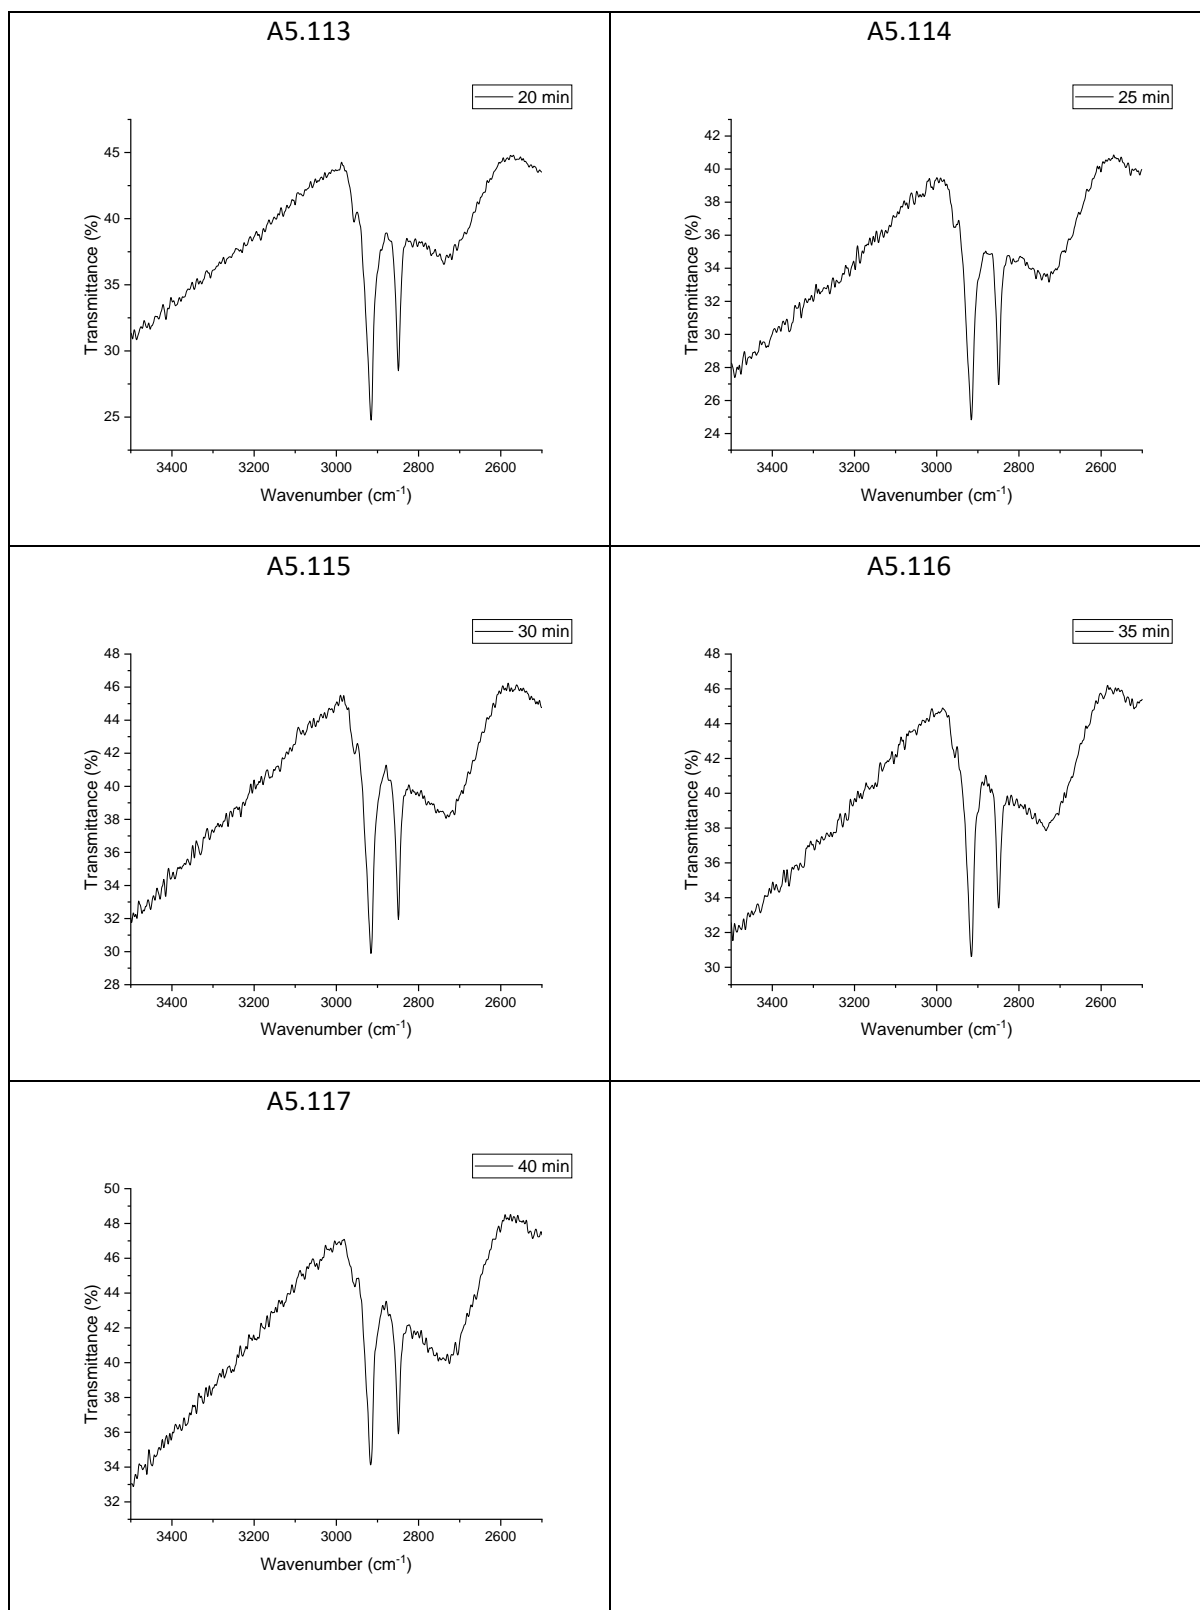 A5.113
20 min
45
40
35
30
25
Transmittance (%)
3400 3200 3000 2800 2600
Wavenumber (cm⁻¹)
A5.114
25 min
42
40
38
36
34
32
30
28
26
24
Transmittance (%)
3400 3200 3000 2800 2600
Wavenumber (cm⁻¹)
A5.115
30 min
48
46
44
42
40
38
36
34
32
30
28
Transmittance (%)
3400 3200 3000 2800 2600
Wavenumber (cm⁻¹)
A5.116
35 min
48
46
44
42
40
38
36
34
32
30
Transmittance (%)
3400 3200 3000 2800 2600
Wavenumber (cm⁻¹)
A5.117
40 min
50
48
46
44
42
40
38
36
34
32
Transmittance (%)
3400 3200 3000 2800 2600
Wavenumber (cm⁻¹)